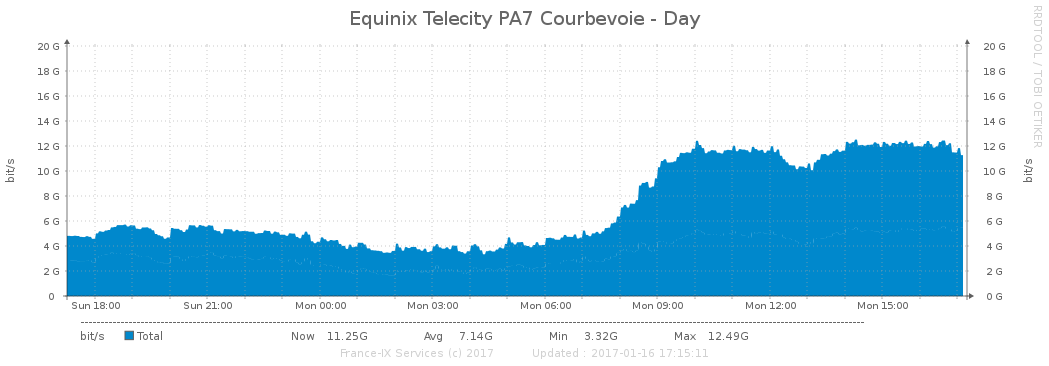 Equinix Telecity PA7 Courbevoie - Day
RRDTOOL / TOBI OETIKER
bit/s
20 G 20 G
18 G 18 G
16 G 16 G
14 G 14 G
12 G 12 G
10 G 10 G
8 G 8 G
6 G 6 G
4 G 4 G
2 G 2 G
0 0 G
bit/s
Sun 18:00 Sun 21:00 Mon 00:00 Mon 03:00 Mon 06:00 Mon 09:00 Mon 12:00 Mon 15:00
bit/s Total Now 11.25G Avg 7.14G Min 3.32G Max 12.49G
France-IX Services (c) 2017 Updated : 2017-01-16 17:15:11